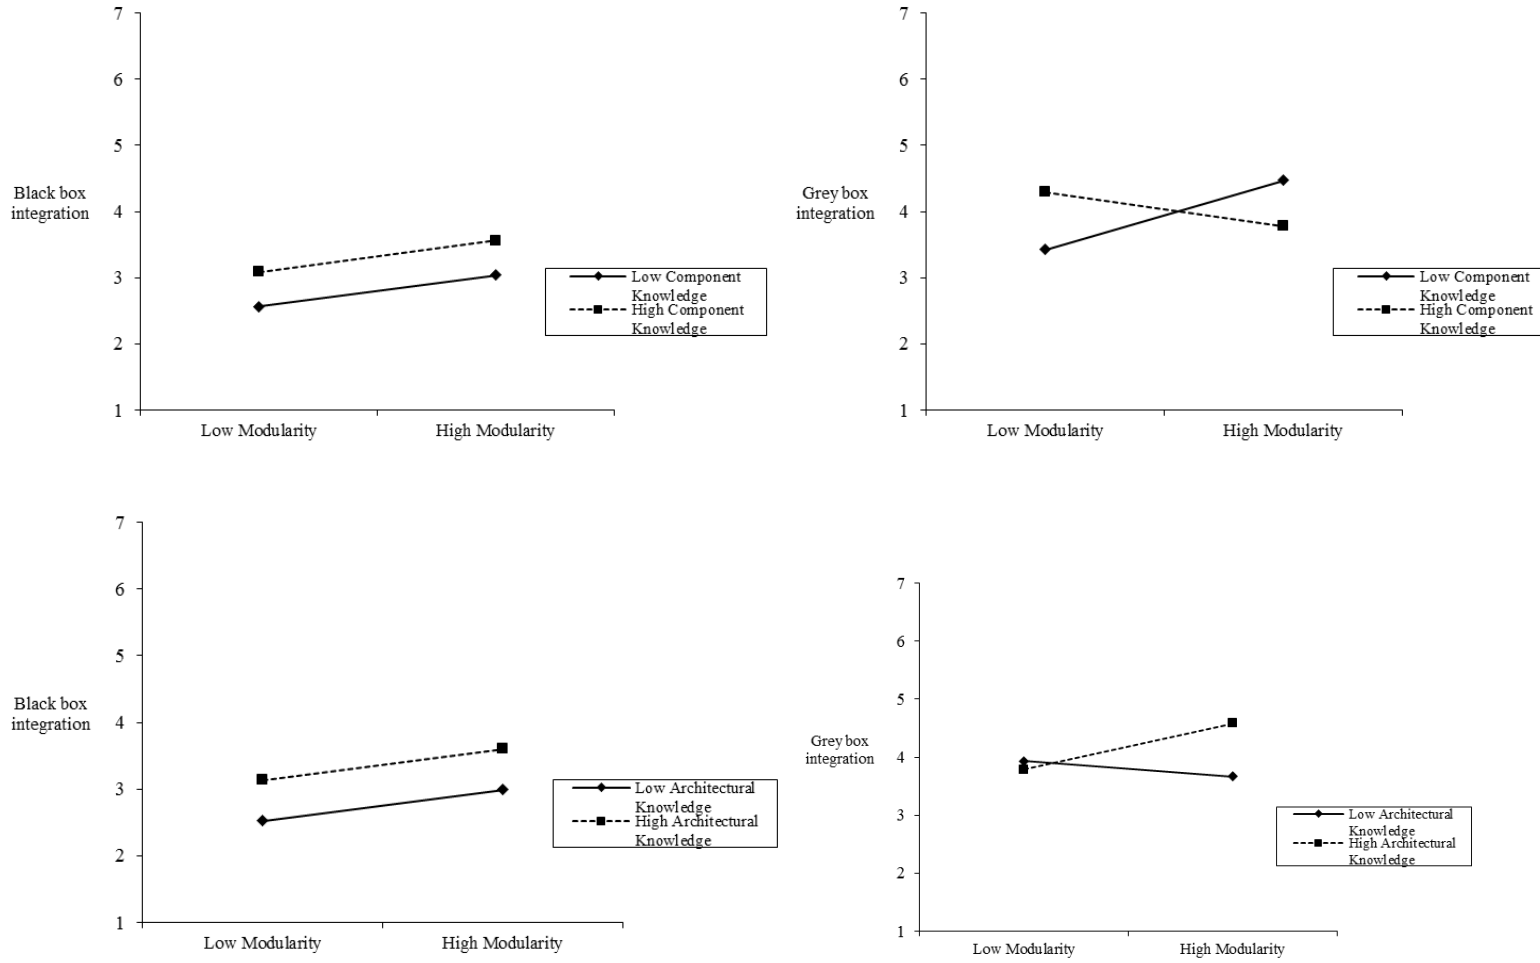 7
6
5
4
3
2
1
Black box
integration
Low Modularity
High Modularity
Low Component
Knowledge
High Component
Knowledge
7
6
5
4
3
2
1
Grey box
integration
Low Modularity
High Modularity
Low Component
Knowledge
High Component
Knowledge
7
6
5
4
3
2
1
Black box
integration
Low Modularity
High Modularity
Low Architectural
Knowledge
High Architectural
Knowledge
7
6
5
4
3
2
1
Grey box
integration
Low Modularity
High Modularity
Low Architectural
Knowledge
High Architectural
Knowledge